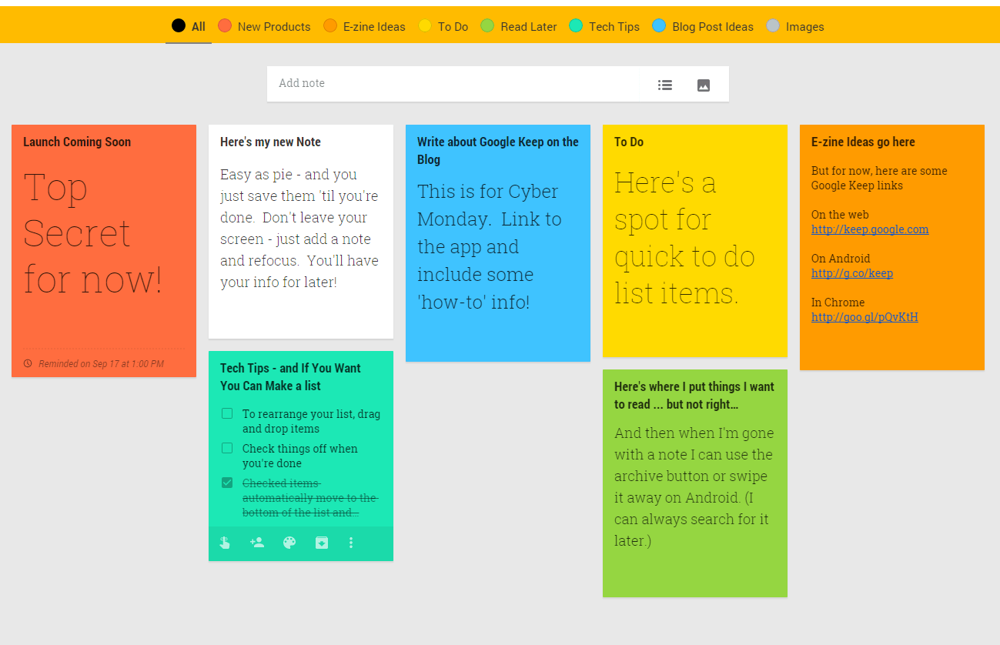 All New Products E-zine Ideas To Do Read Later Tech Tips Blog Post Ideas Images
Add note
Launch Coming Soon
Top
Secret
for now!
Reminded on Sep 17 at 1:00 PM
Here's my new Note
Easy as pie - and you
just save them 'til you're
done.  Don't leave your
screen - just add a note
and refocus.  You'll have
your info for later!
Tech Tips - and If You Want
You Can Make a list
To rearrange your list, drag
and drop items
Check things off when
you're done
Checked items
automatically move to the
bottom of the list and...
Write about Google Keep on the
Blog
This is for Cyber
Monday.  Link to
the app and
include some
'how-to' info!
To Do
Here's a
spot for
quick to do
list items.
Here's where I put things I want
to read ... but not right...
And then when I'm gone
with a note I can use the
archive button or swipe
it away on Android. (I
can always search for it
later.)
E-zine Ideas go here
But for now, here are some
Google Keep links
On the web
http://keep.google.com
On Android
http://g.co/keep
In Chrome
http://goo.gl/pQvKtH